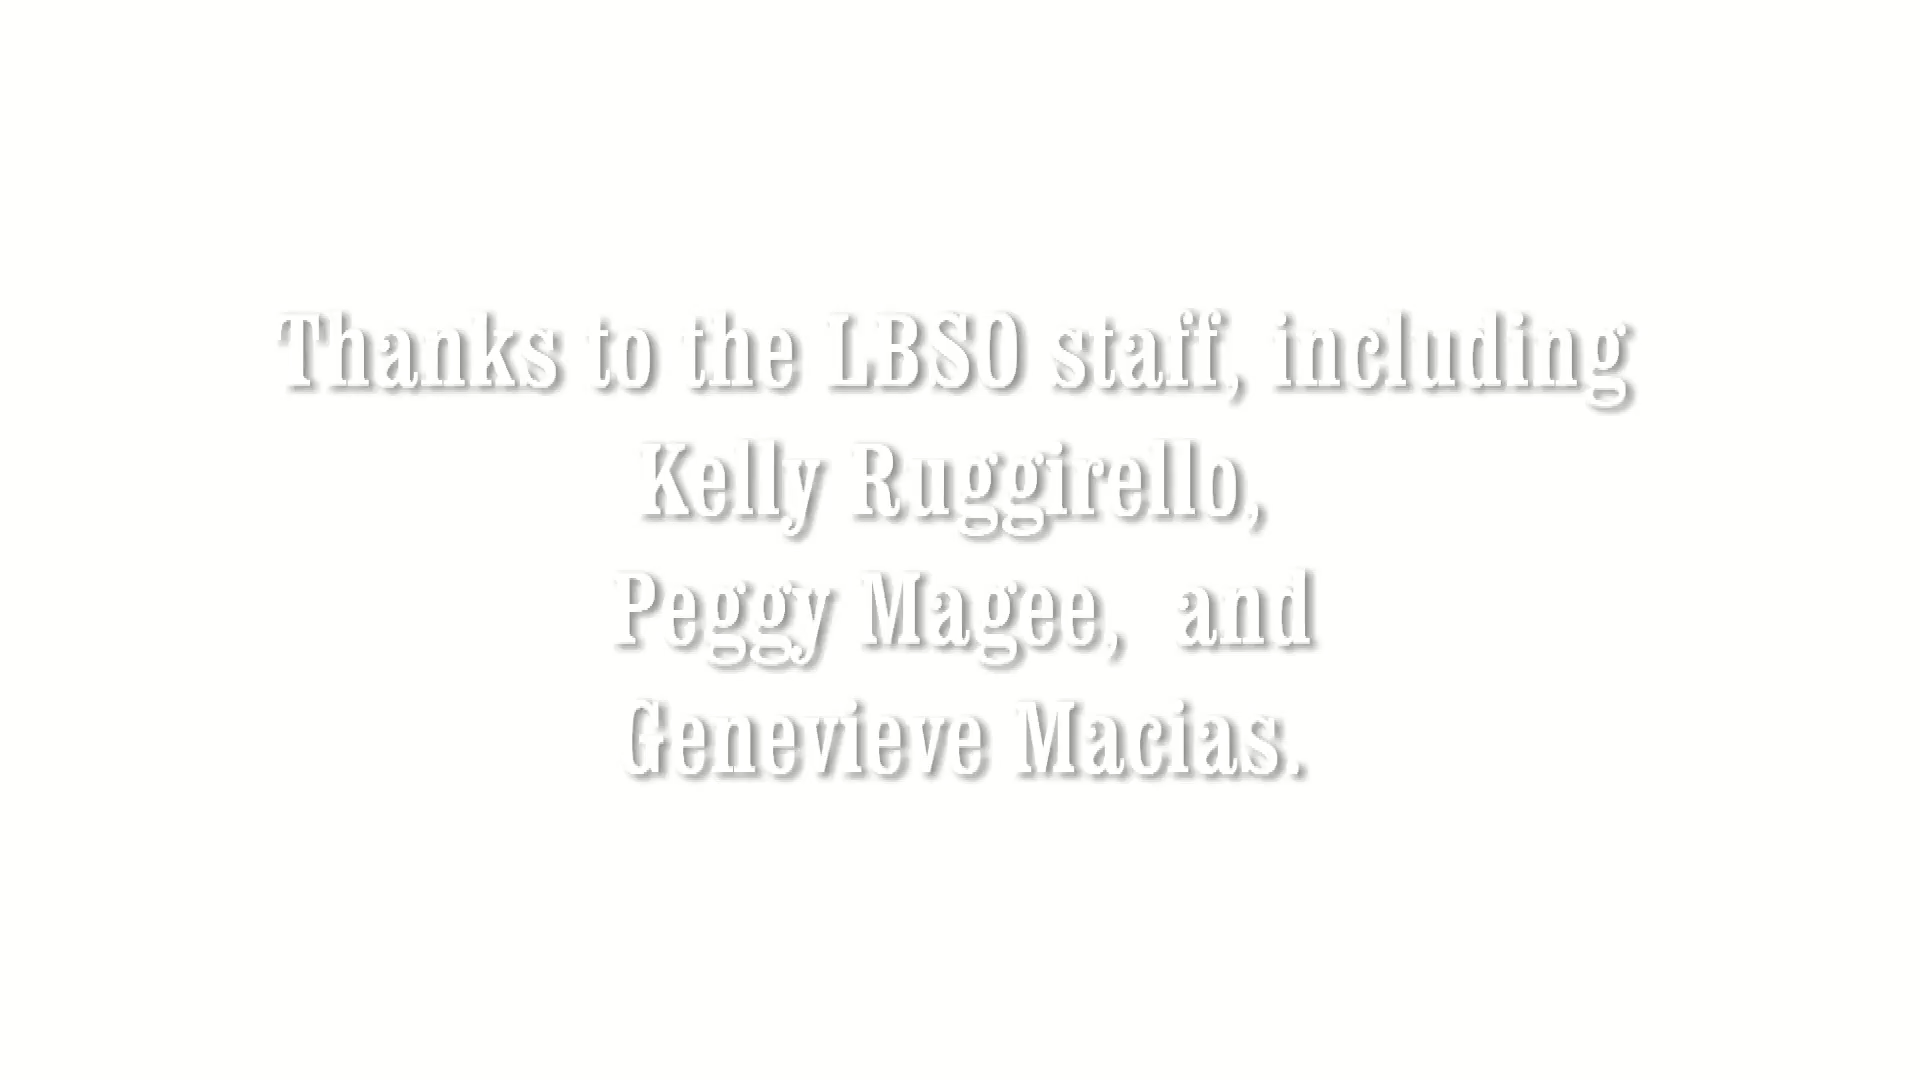 Thanks to the LBSO staff, including
Kelly Ruggirello,
Peggy Magee,  and
Genevieve Macias.